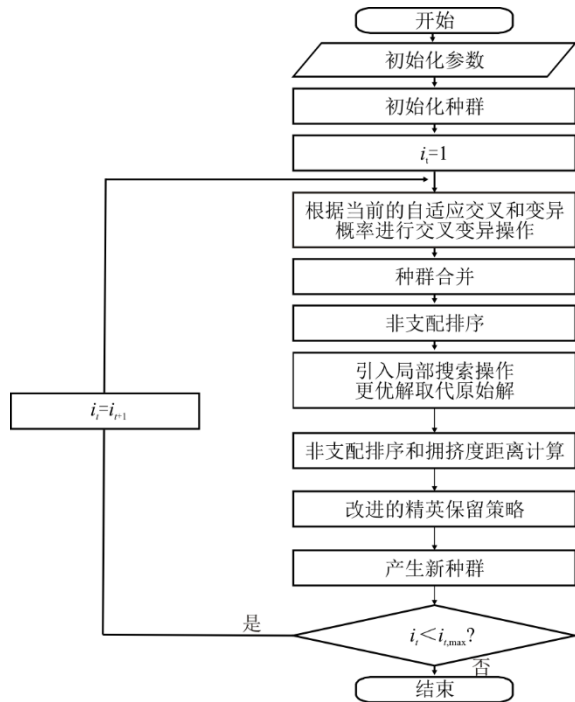 开始
初始化参数
初始化种群
iₜ=1
根据当前的自适应交叉和变异
概率进行交叉变异操作
种群合并
非支配排序
引入局部搜索操作
更优解取代原始解
iₜ=iₜ₊₁
非支配排序和拥挤度距离计算
改进的精英保留策略
产生新种群
是
iₜ＜iₜ,max?
否
结束